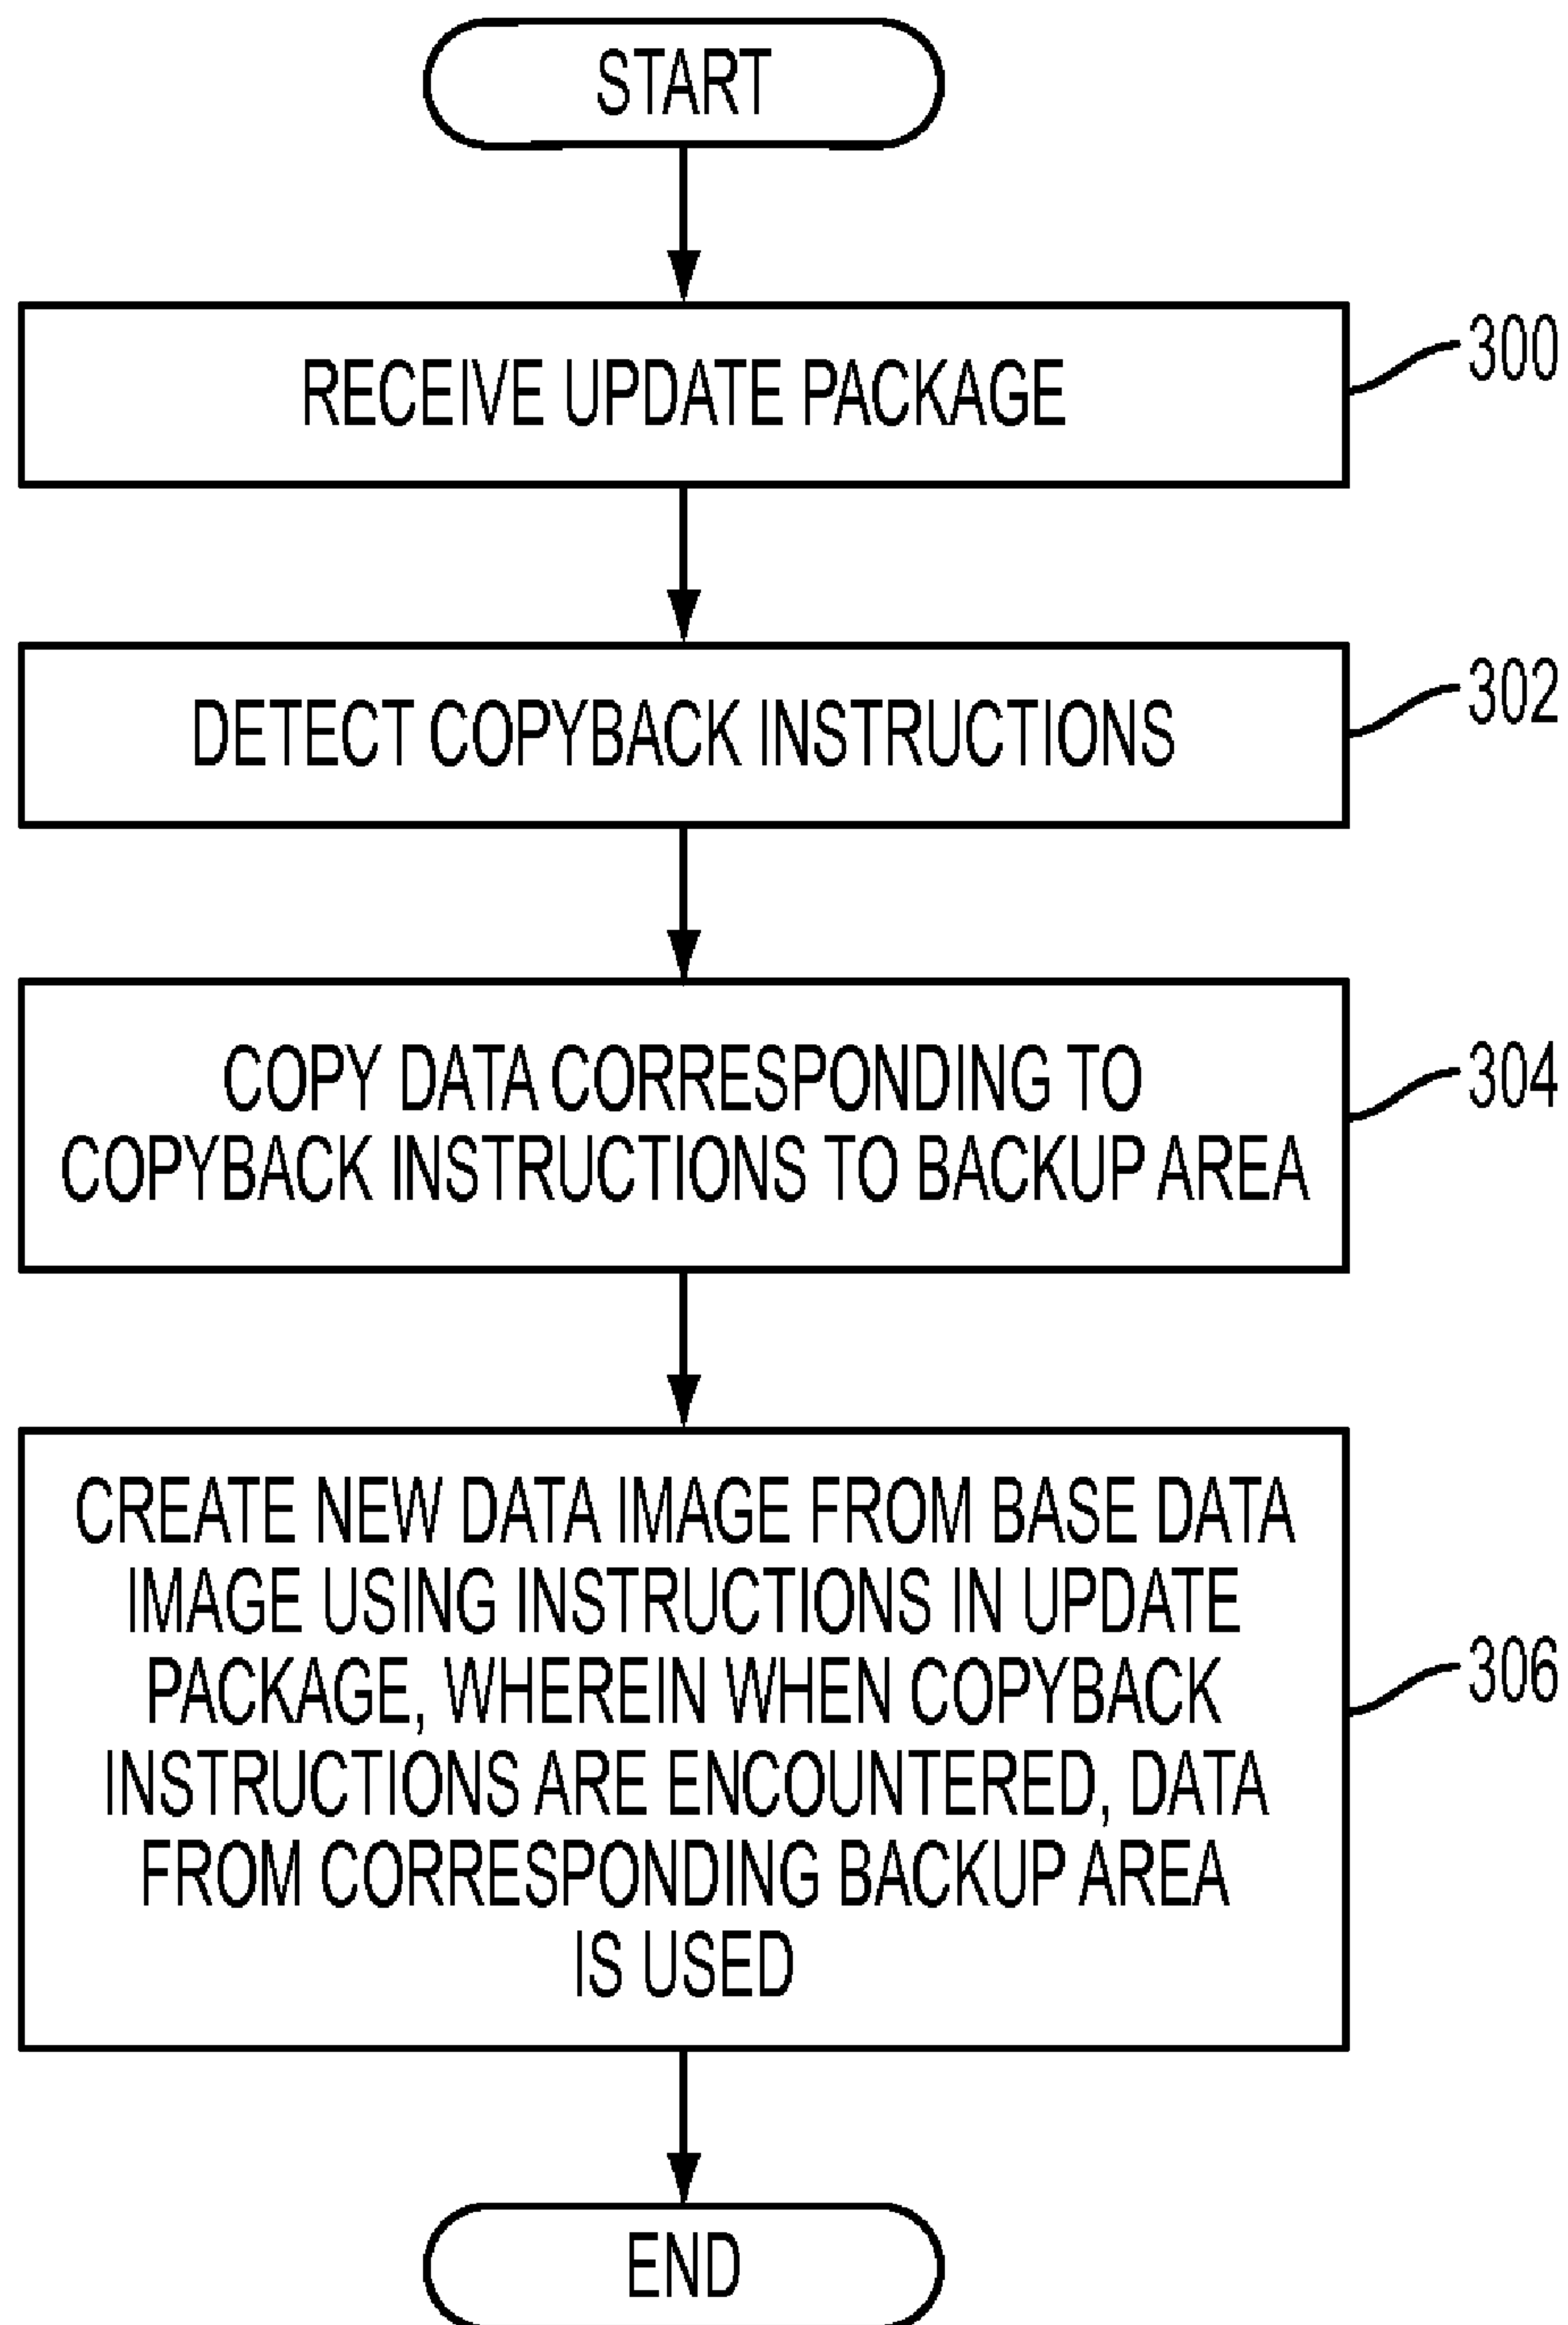 START
RECEIVE UPDATE PACKAGE
300
DETECT COPYBACK INSTRUCTIONS
302
COPY DATA CORRESPONDING TO
COPYBACK INSTRUCTIONS TO BACKUP AREA
304
CREATE NEW DATA IMAGE FROM BASE DATA
IMAGE USING INSTRUCTIONS IN UPDATE
PACKAGE, WHEREIN WHEN COPYBACK
INSTRUCTIONS ARE ENCOUNTERED, DATA
FROM CORRESPONDING BACKUP AREA
IS USED
306
END